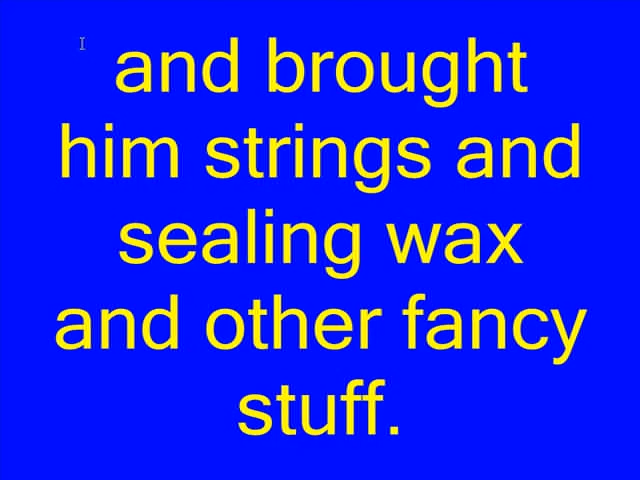 and brought
him strings and
sealing wax
and other fancy
stuff.